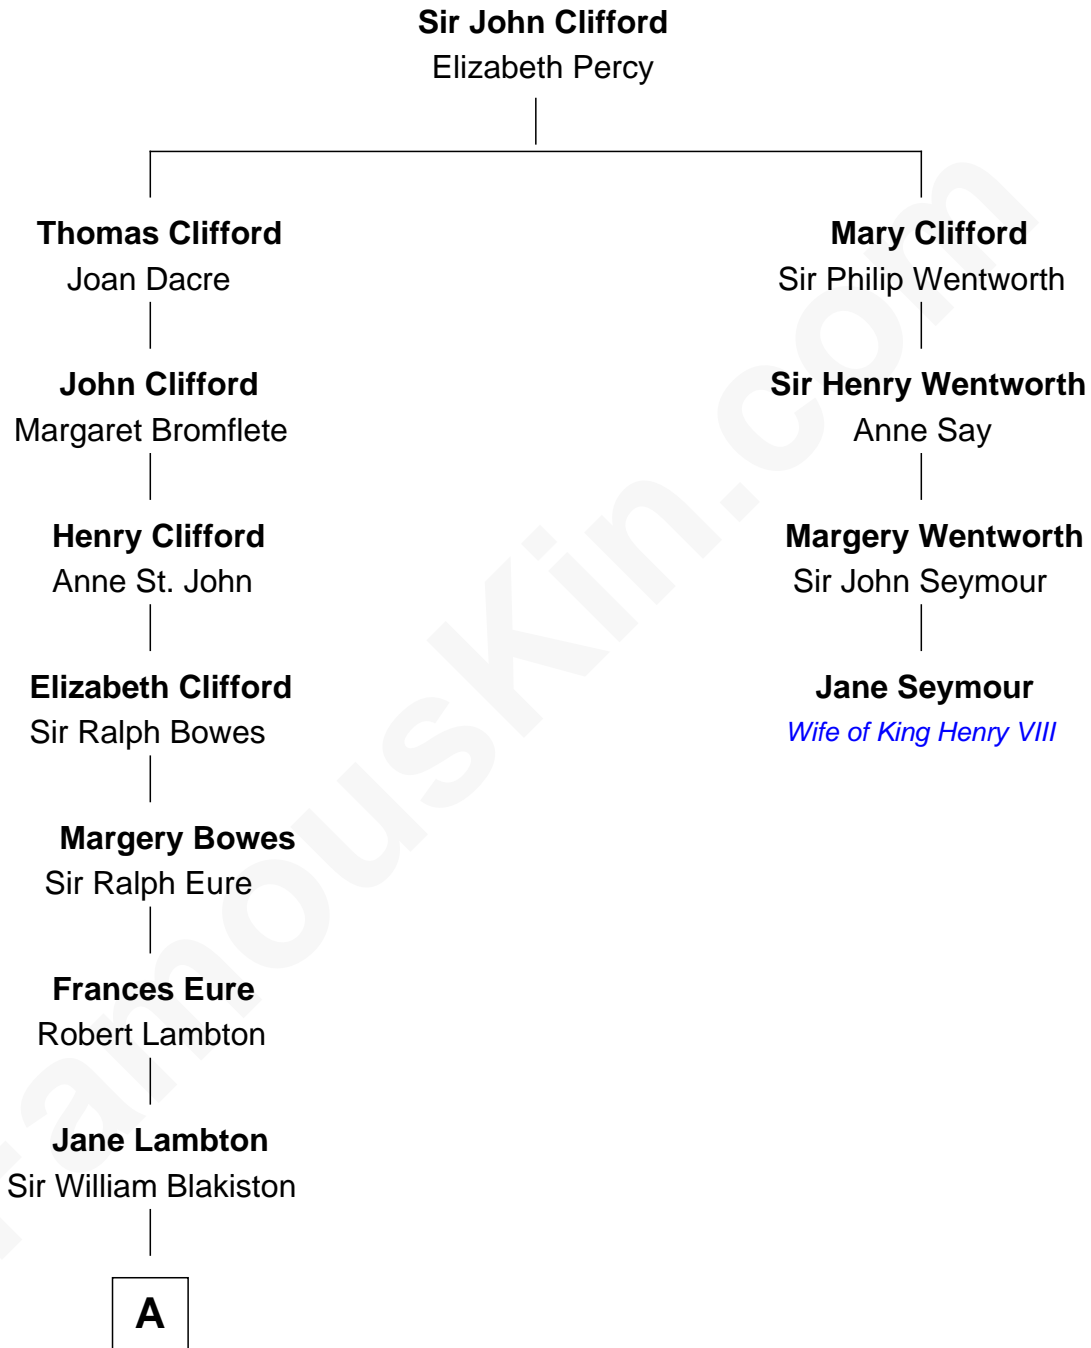 Sir John Clifford
Elizabeth Percy
Thomas Clifford
Joan Dacre
John Clifford
Margaret Bromflete
Henry Clifford
Anne St. John
Elizabeth Clifford
Sir Ralph Bowes
Margery Bowes
Sir Ralph Eure
Frances Eure
Robert Lambton
Jane Lambton
Sir William Blakiston
A
Mary Clifford
Sir Philip Wentworth
Sir Henry Wentworth
Anne Say
Margery Wentworth
Sir John Seymour
Jane Seymour
Wife of King Henry VIII
FamousKin.com